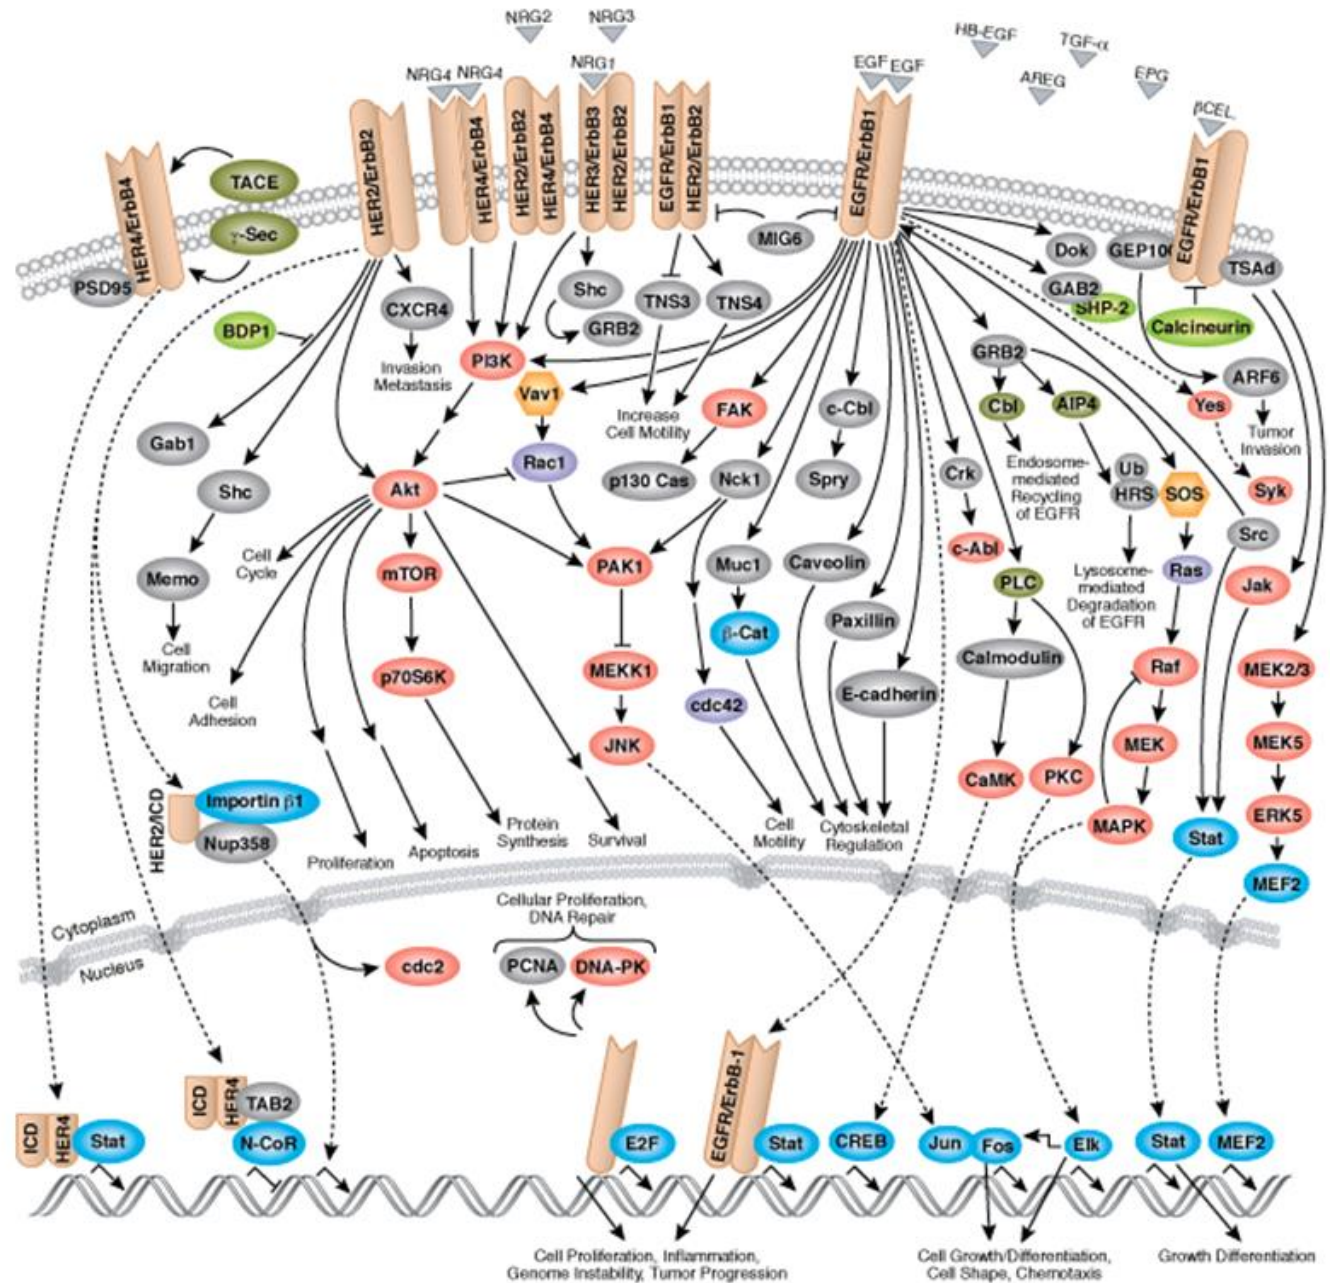 NRG2
NRG3
HB-EGF
TGF-α
NRG4 NRG4
NRG1
EGF EGF
AREG
EPG
βCEL
HER4/ErbB4
TACE
γ-Sec
PSD95
HER2/ErbB2
HER4/ErbB4
HER2/ErbB2
HER4/ErbB4
HER3/ErbB3
HER2/ErbB2
EGFR/ErbB1
HER2/ErbB2
MIG6
EGFR/ErbB1
EGFR/ErbB1
Dok
GEP100
TSAd
GAB2
SHP-2
Calcineurin
BDP1
CXCR4
Invasion
Metastasis
Shc
GRB2
TNS3
TNS4
PI3K
Vav1
Increase
Cell Motility
FAK
c-Cbl
GRB2
Cbl
AIP4
Yes
ARF6
Tumor
Invasion
Gab1
Rac1
p130 Cas
Nck1
Spry
Crk
Endosome-
mediated
Recycling
of EGFR
Ub
HRS
SOS
Syk
Shc
Akt
Src
Memo
Cell
Cycle
mTOR
PAK1
Muc1
Caveolin
c-Abl
PLC
Lysosome-
mediated
Degradation
of EGFR
Ras
Jak
Cell
Migration
β-Cat
Paxillin
Calmodulin
Raf
MEK2/3
Cell
Adhesion
p70S6K
MEKK1
cdc42
E-cadherin
JNK
MEK
MEK5
CaMK
PKC
HER2/ICD
Importin β1
Nup358
Proliferation
Apoptosis
Protein
Synthesis
Survival
Cell
Motility
Cytoskeletal
Regulation
MAPK
Stat
ERK5
MEF2
Cytoplasm
Nucleus
Cellular Proliferation,
DNA Repair
cdc2
PCNA
DNA-PK
ICD
HER4
Stat
ICD
HER4
TAB2
N-CoR
E2F
EGFR/ErbB-1
Stat
CREB
Jun
Fos
Elk
Stat
MEF2
Cell Proliferation, Inflammation,
Genome Instability, Tumor Progression
Cell Growth/Differentiation,
Cell Shape, Chemotaxis
Growth Differentiation